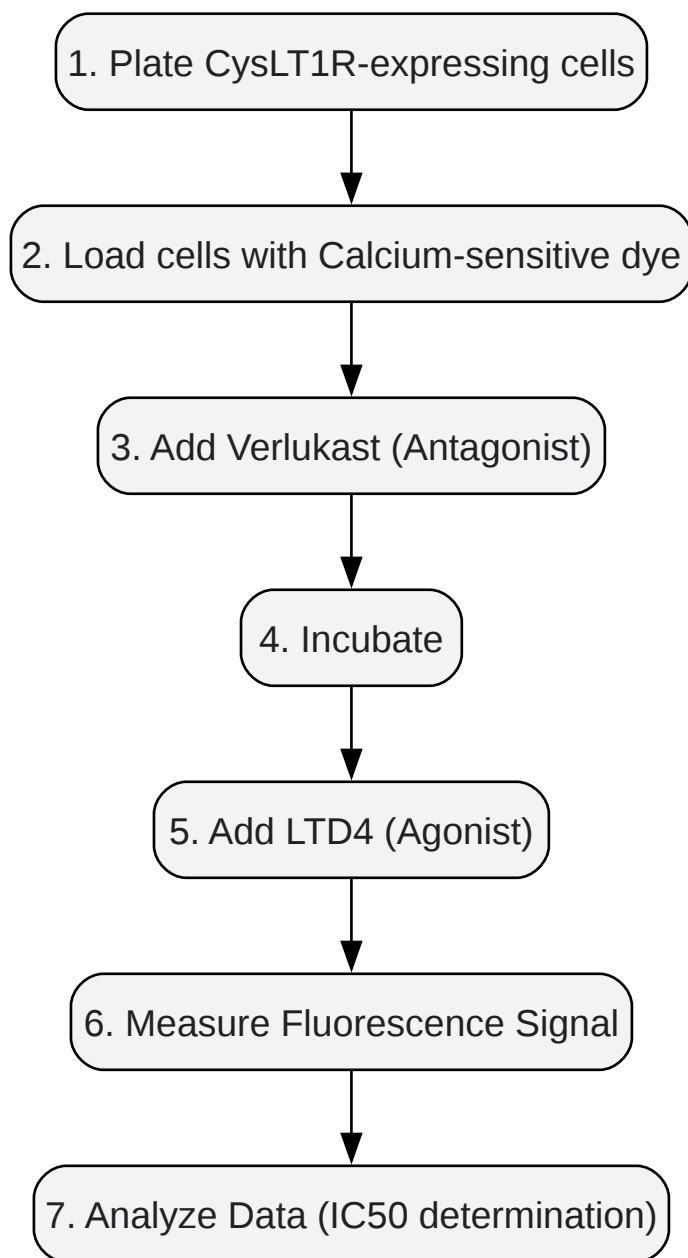 1. Plate CysLT1R-expressing cells
2. Load cells with Calcium-sensitive dye
3. Add Verlukast (Antagonist)
4. Incubate
5. Add LTD4 (Agonist)
6. Measure Fluorescence Signal
7. Analyze Data (IC50 determination)